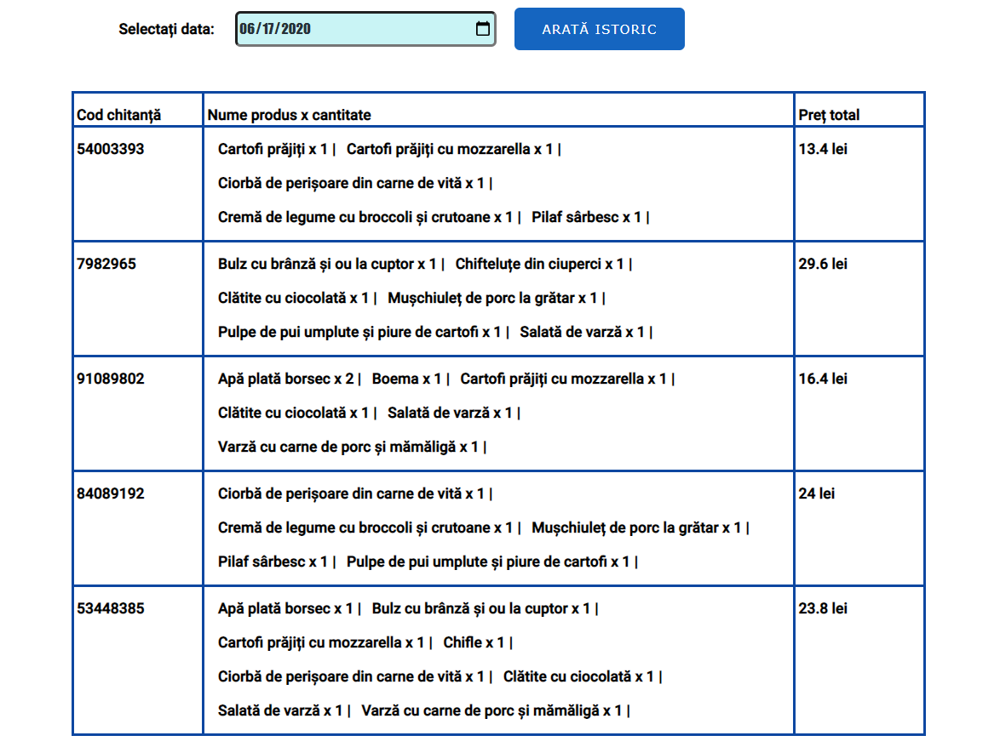 Selectați data: 06/17/2020 ARATĂ ISTORIC
Cod chitanță Nume produs x cantitate Preț total
54003393 Cartofi prăjiți x 1 | Cartofi prăjiți cu mozzarella x 1 | 13.4 lei
Ciorbă de perișoare din carne de vită x 1 |
Cremă de legume cu broccoli și crutoane x 1 | Pilaf sârbesc x 1 |
7982965 Bulz cu brânză și ou la cuptor x 1 | Chifteluțe din ciuperci x 1 | 29.6 lei
Clătite cu ciocolată x 1 | Mușchiuleț de porc la grătar x 1 |
Pulpe de pui umplute și piure de cartofi x 1 | Salată de varză x 1 |
91089802 Apă plată borsec x 2 | Boema x 1 | Cartofi prăjiți cu mozzarella x 1 | 16.4 lei
Clătite cu ciocolată x 1 | Salată de varză x 1 |
Varză cu carne de porc și mămăligă x 1 |
84089192 Ciorbă de perișoare din carne de vită x 1 | 24 lei
Cremă de legume cu broccoli și crutoane x 1 | Mușchiuleț de porc la grătar x 1 |
Pilaf sârbesc x 1 | Pulpe de pui umplute și piure de cartofi x 1 |
53448385 Apă plată borsec x 1 | Bulz cu brânză și ou la cuptor x 1 | 23.8 lei
Cartofi prăjiți cu mozzarella x 1 | Chifle x 1 |
Ciorbă de perișoare din carne de vită x 1 | Clătite cu ciocolată x 1 |
Salată de varză x 1 | Varză cu carne de porc și mămăligă x 1 |